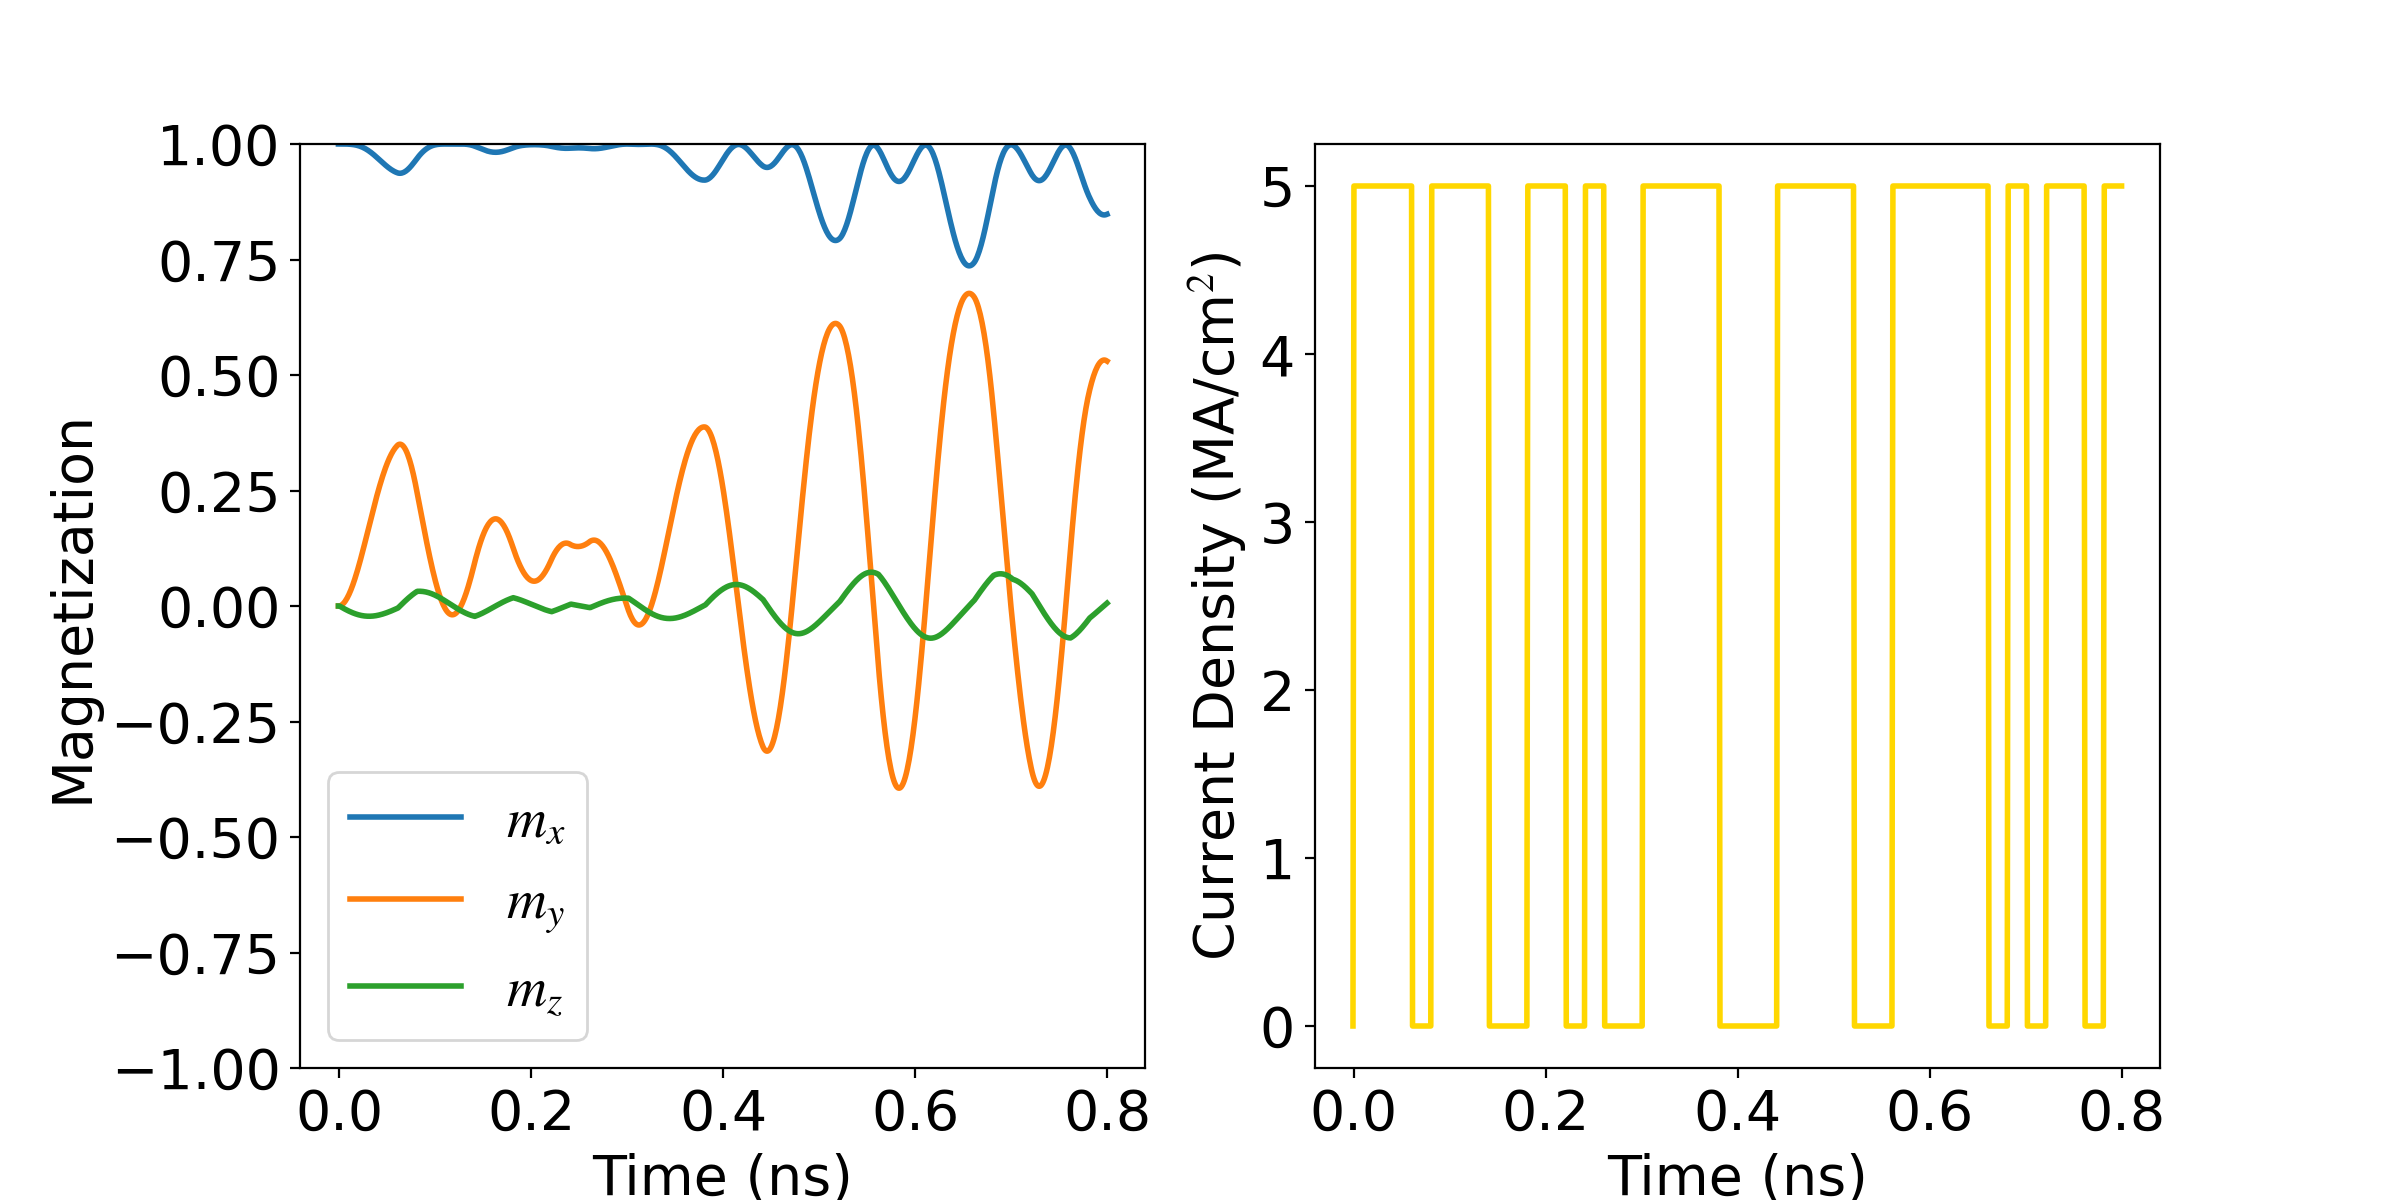 Magnetization
1.00
0.75
0.50
0.25
0.00
−0.25
−0.50
−0.75
−1.00
0.0 0.2 0.4 0.6 0.8
Time (ns)
mₓ
m_y
m_z
Current Density (MA/cm²)
5
4
3
2
1
0
0.0 0.2 0.4 0.6 0.8
Time (ns)